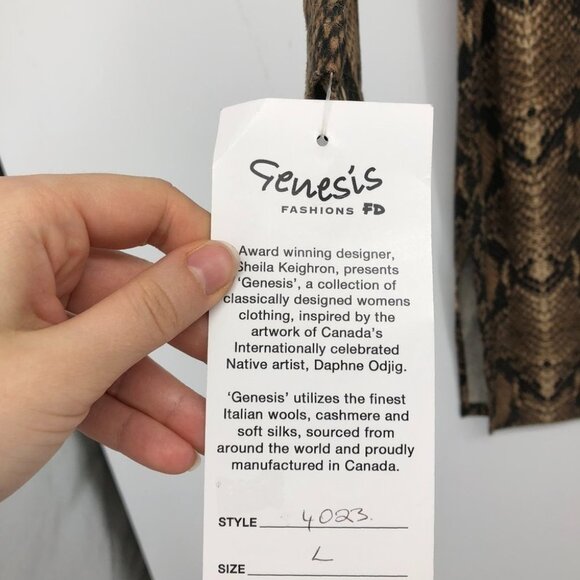 Genesis
FASHIONS FD
Award winning designer,
Sheila Keighron, presents
'Genesis', a collection of
classically designed womens
clothing, inspired by the
artwork of Canada's
Internationally celebrated
Native artist, Daphne Odjig.
'Genesis' utilizes the finest
Italian wools, cashmere and
soft silks, sourced from
around the world and proudly
manufactured in Canada.
STYLE 4023.
SIZE L